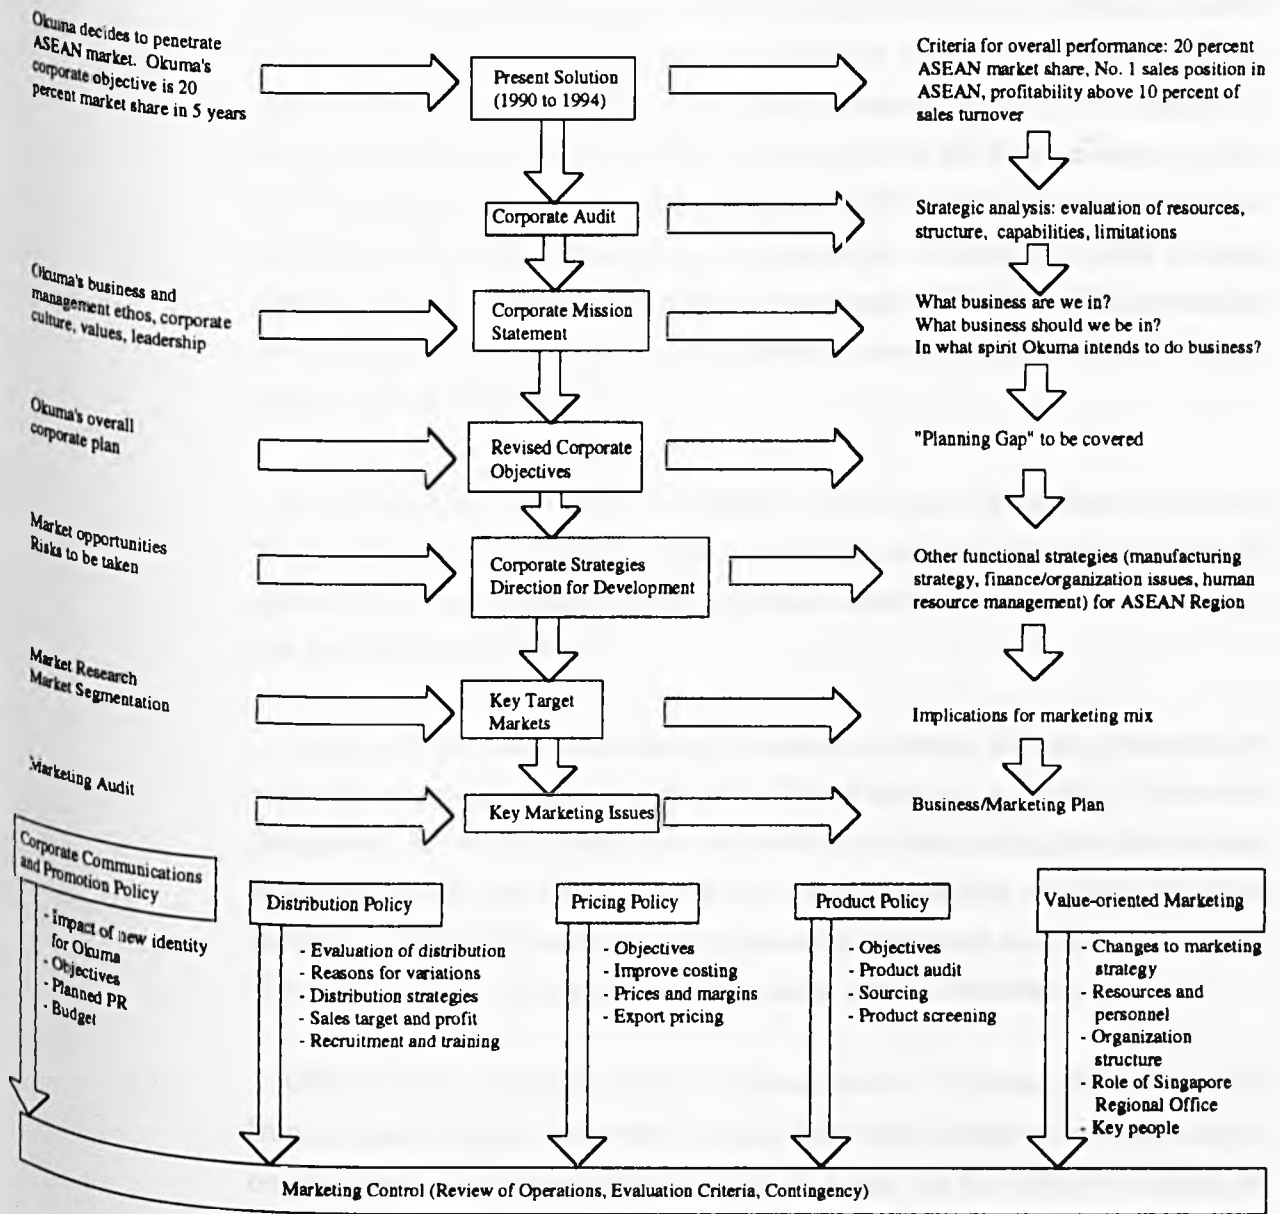 Okuma decides to penetrate
ASEAN market. Okuma's
corporate objective is 20
percent market share in 5 years
Present Solution
(1990 to 1994)
Criteria for overall performance: 20 percent
ASEAN market share, No. 1 sales position in
ASEAN, profitability above 10 percent of
sales turnover
Corporate Audit
Strategic analysis: evaluation of resources,
structure, capabilities, limitations
Okuma's business and
management ethos, corporate
culture, values, leadership
Corporate Mission
Statement
What business are we in?
What business should we be in?
In what spirit Okuma intends to do business?
Okuma's overall
corporate plan
Revised Corporate
Objectives
"Planning Gap" to be covered
Market opportunities
Risks to be taken
Corporate Strategies
Direction for Development
Other functional strategies (manufacturing
strategy, finance/organization issues, human
resource management) for ASEAN Region
Market Research
Market Segmentation
Key Target
Markets
Implications for marketing mix
Marketing Audit
Key Marketing Issues
Business/Marketing Plan
Corporate Communications
and Promotion Policy
- Impact of new identity
for Okuma
- Objectives
- Planned PR
- Budget
Distribution Policy
- Evaluation of distribution
- Reasons for variations
- Distribution strategies
- Sales target and profit
- Recruitment and training
Pricing Policy
- Objectives
- Improve costing
- Prices and margins
- Export pricing
Product Policy
- Objectives
- Product audit
- Sourcing
- Product screening
Value-oriented Marketing
- Changes to marketing
strategy
- Resources and
personnel
- Organization
structure
- Role of Singapore
Regional Office
- Key people
Marketing Control (Review of Operations, Evaluation Criteria, Contingency)